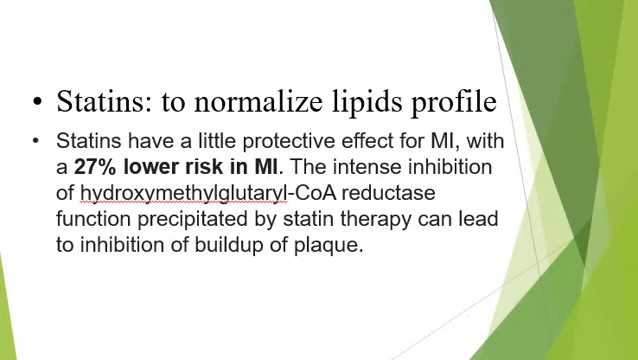 • Statins: to normalize lipids profile
• Statins have a little protective effect for MI, with
a 27% lower risk in MI. The intense inhibition
of hydroxymethylglutaryl-CoA reductase
function precipitated by statin therapy can lead
to inhibition of buildup of plaque.